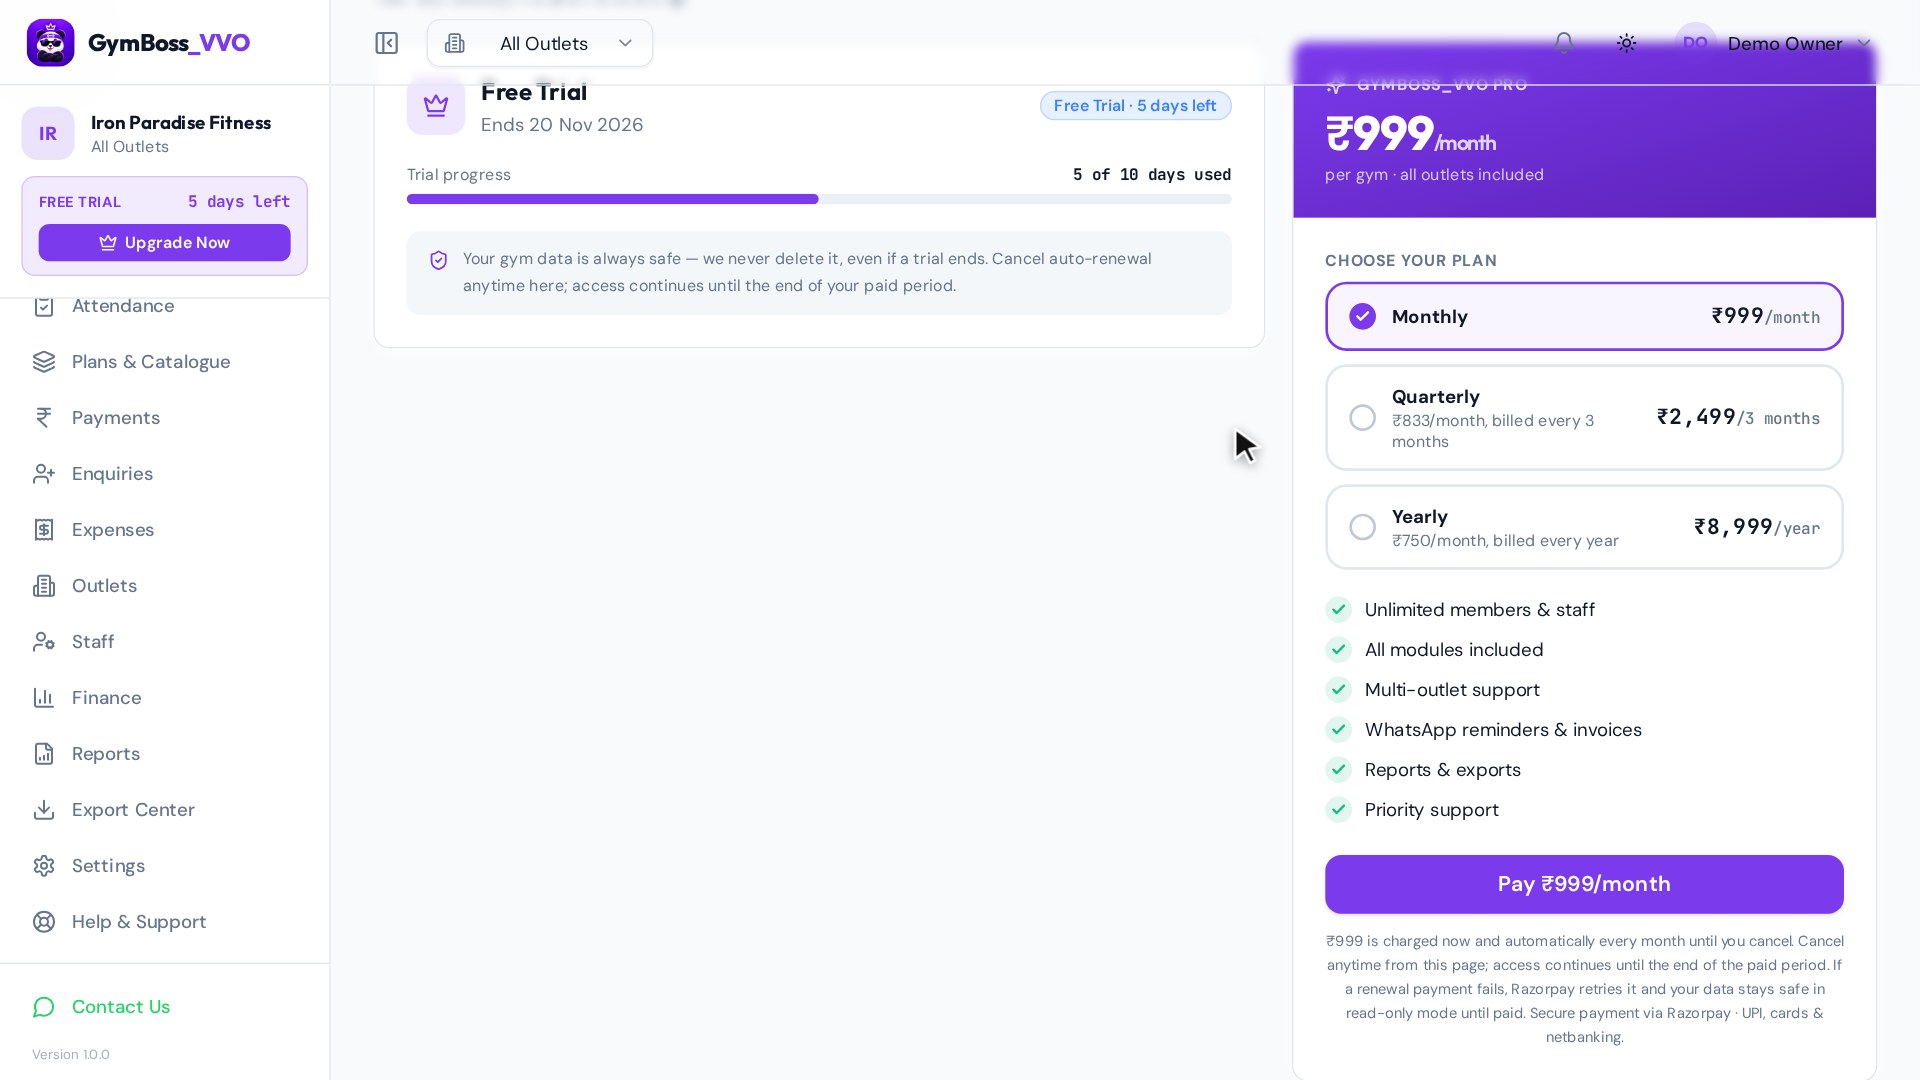 GymBoss_VVO
All Outlets
DO
Demo Owner
IR
Iron Paradise Fitness
All Outlets
FREE TRIAL
5 days left
Upgrade Now
Attendance
Plans & Catalogue
Payments
Enquiries
Expenses
Outlets
Staff
Finance
Reports
Export Center
Settings
Help & Support
Contact Us
Version 1.0.0
Free Trial
Ends 20 Nov 2026
Free Trial · 5 days left
Trial progress
5 of 10 days used
Your gym data is always safe — we never delete it, even if a trial ends. Cancel auto-renewal
anytime here; access continues until the end of your paid period.
GYMBOSS_VVO PRO
₹999/month
per gym · all outlets included
CHOOSE YOUR PLAN
Monthly
₹999/month
Quarterly
₹833/month, billed every 3
months
₹2,499/3 months
Yearly
₹750/month, billed every year
₹8,999/year
Unlimited members & staff
All modules included
Multi-outlet support
WhatsApp reminders & invoices
Reports & exports
Priority support
Pay ₹999/month
₹999 is charged now and automatically every month until you cancel. Cancel
anytime from this page; access continues until the end of the paid period. If
a renewal payment fails, Razorpay retries it and your data stays safe in
read-only mode until paid. Secure payment via Razorpay · UPI, cards &
netbanking.